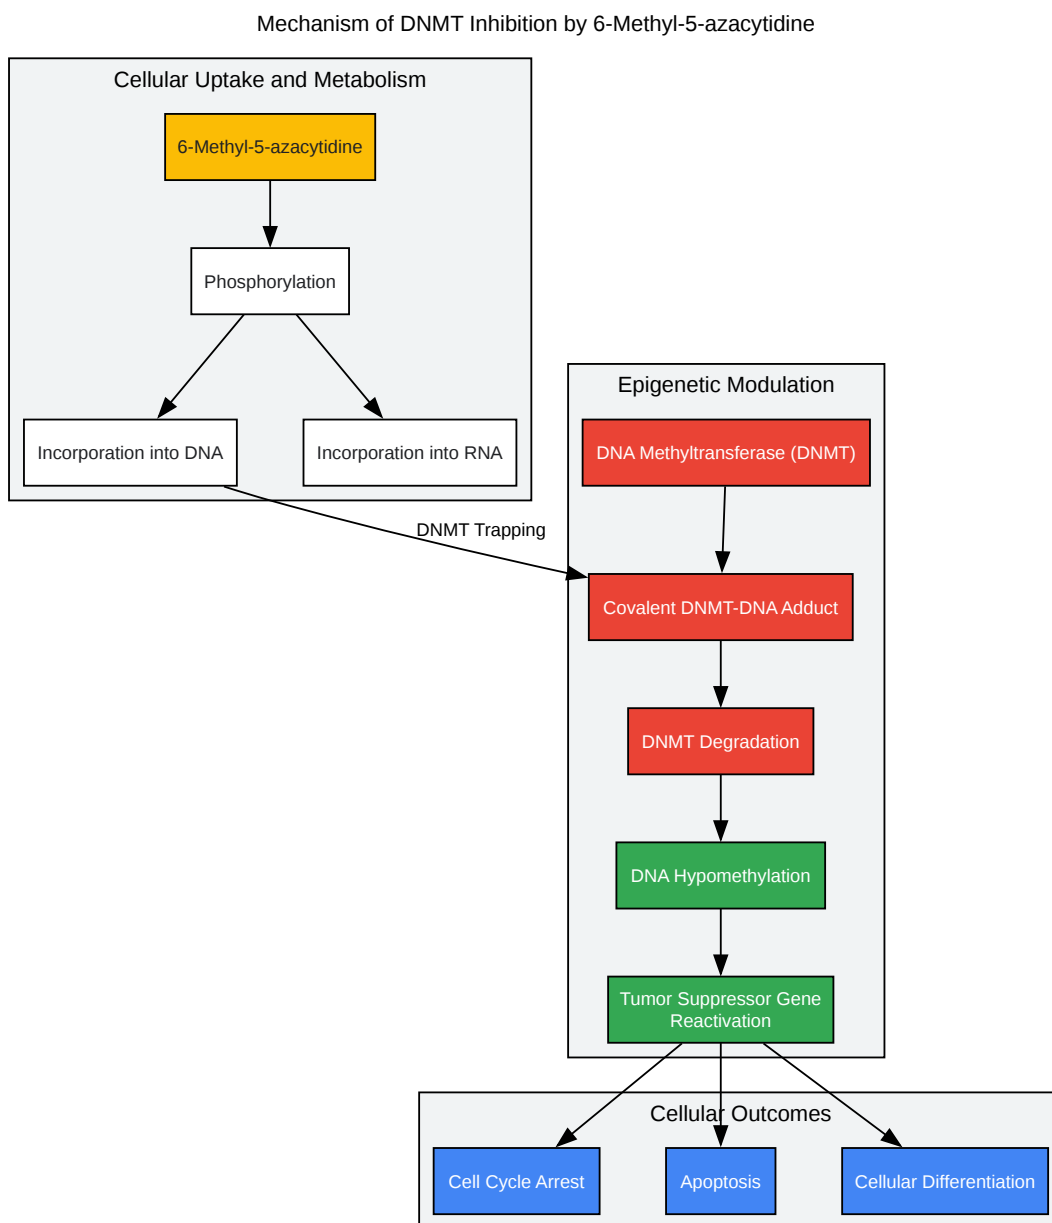 Mechanism of DNMT Inhibition by 6-Methyl-5-azacytidine
Cellular Uptake and Metabolism
6-Methyl-5-azacytidine
Phosphorylation
Incorporation into DNA
Incorporation into RNA
DNMT Trapping
Epigenetic Modulation
DNA Methyltransferase (DNMT)
Covalent DNMT-DNA Adduct
DNMT Degradation
DNA Hypomethylation
Tumor Suppressor Gene
Reactivation
Cellular Outcomes
Cell Cycle Arrest
Apoptosis
Cellular Differentiation